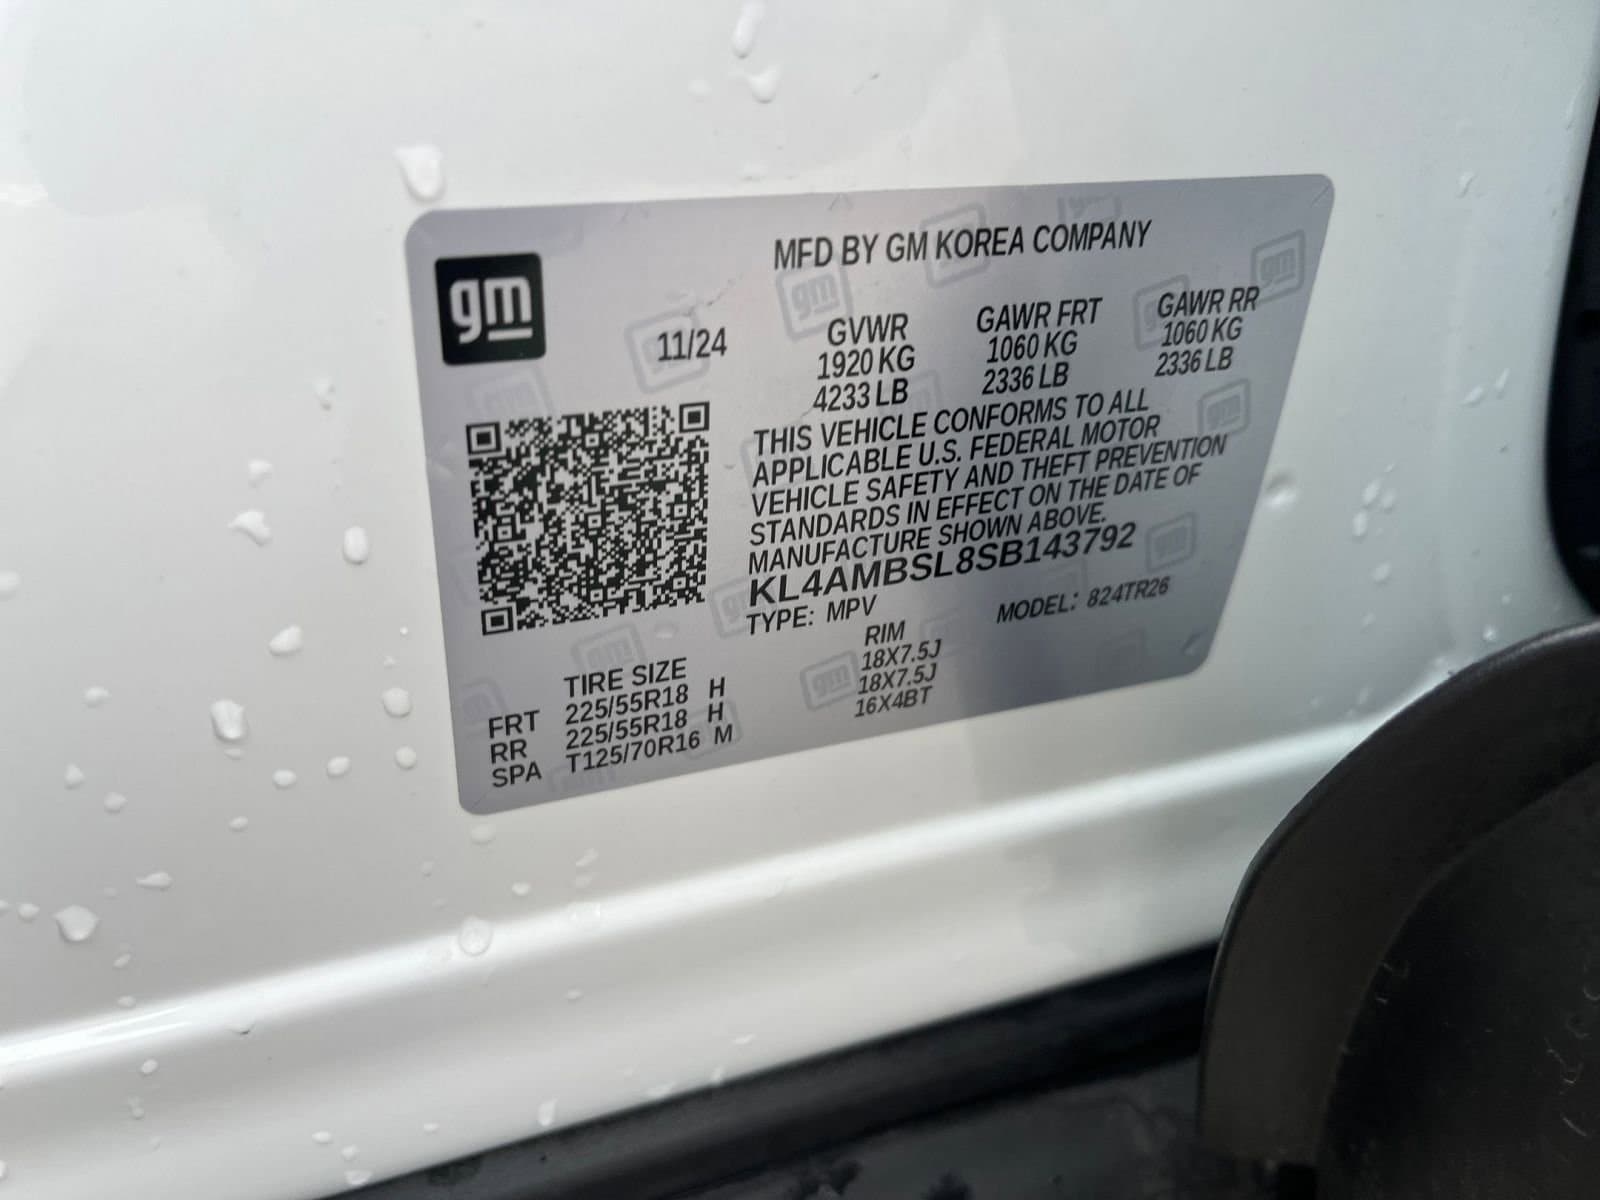 gm
MFD BY GM KOREA COMPANY
11/24
GVWR
1920 KG
4233 LB
GAWR FRT
1060 KG
2336 LB
GAWR RR
1060 KG
2336 LB
THIS VEHICLE CONFORMS TO ALL
APPLICABLE U.S. FEDERAL MOTOR
VEHICLE SAFETY AND THEFT PREVENTION
STANDARDS IN EFFECT ON THE DATE OF
MANUFACTURE SHOWN ABOVE.
KL4AMBSL8SB143792
TYPE: MPV MODEL: 824TR26
TIRE SIZE RIM
FRT 225/55R18 H 18X7.5J
RR 225/55R18 H 18X7.5J
SPA T125/70R16 M 16X4BT